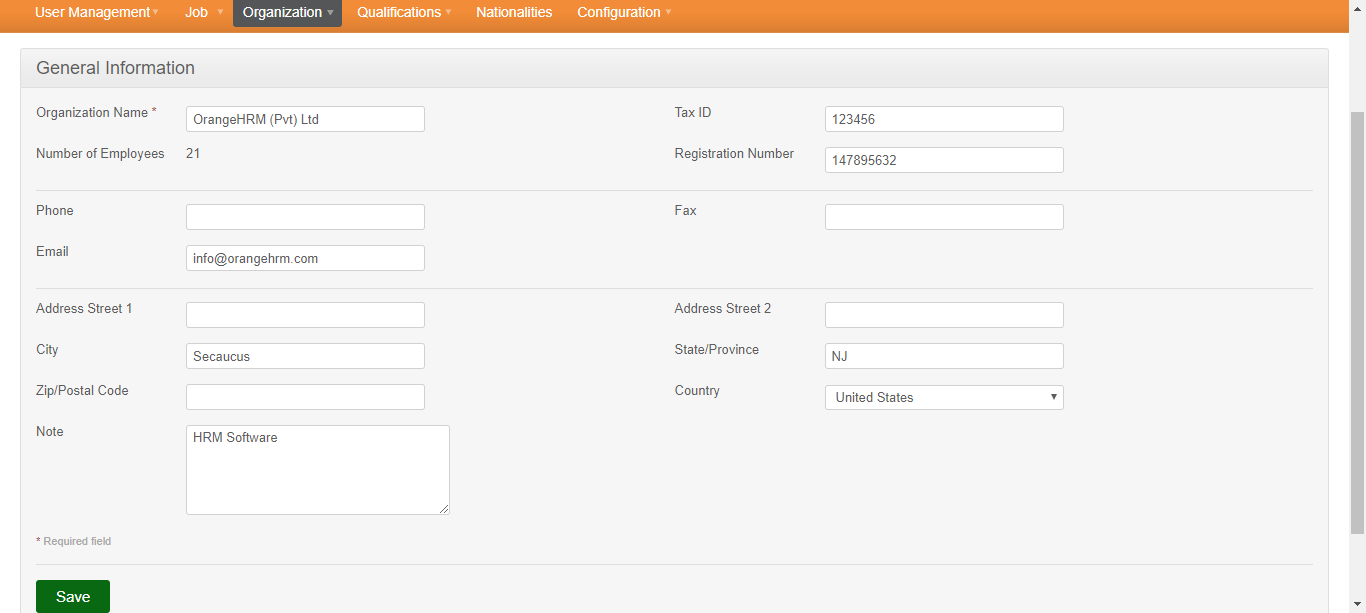 User Management Job Organization Qualifications Nationalities Configuration
General Information
Organization Name * OrangeHRM (Pvt) Ltd Tax ID 123456
Number of Employees 21 Registration Number 147895632
Phone Fax
Email info@orangehrm.com
Address Street 1 Address Street 2
City Secaucus State/Province NJ
Zip/Postal Code Country United States
Note HRM Software
* Required field
Save